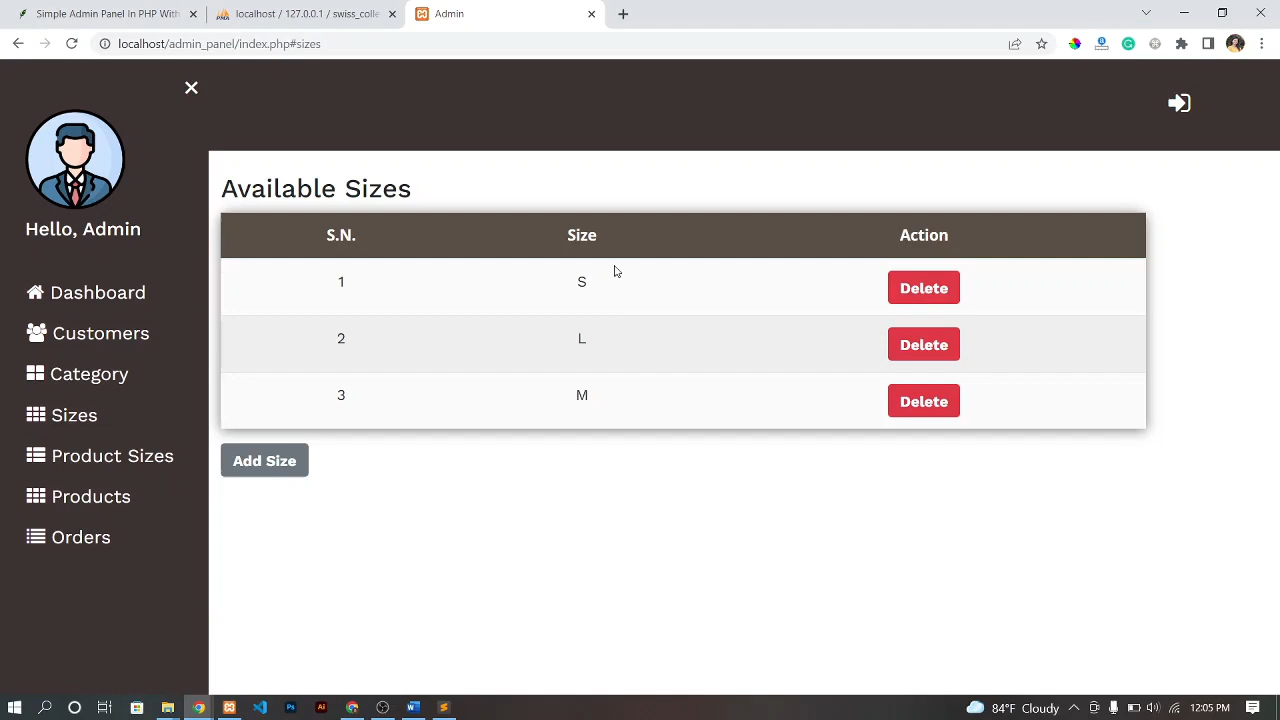 Simple Admin Panel In PHP With
localhost / 127.0.0.1 / swiss_colle
Admin
localhost/admin_panel/index.php#sizes
Hello, Admin
Dashboard
Customers
Category
Sizes
Product Sizes
Products
Orders
Available Sizes
S.N. Size Action
1 S Delete
2 L Delete
3 M Delete
Add Size
84°F Cloudy
12:05 PM